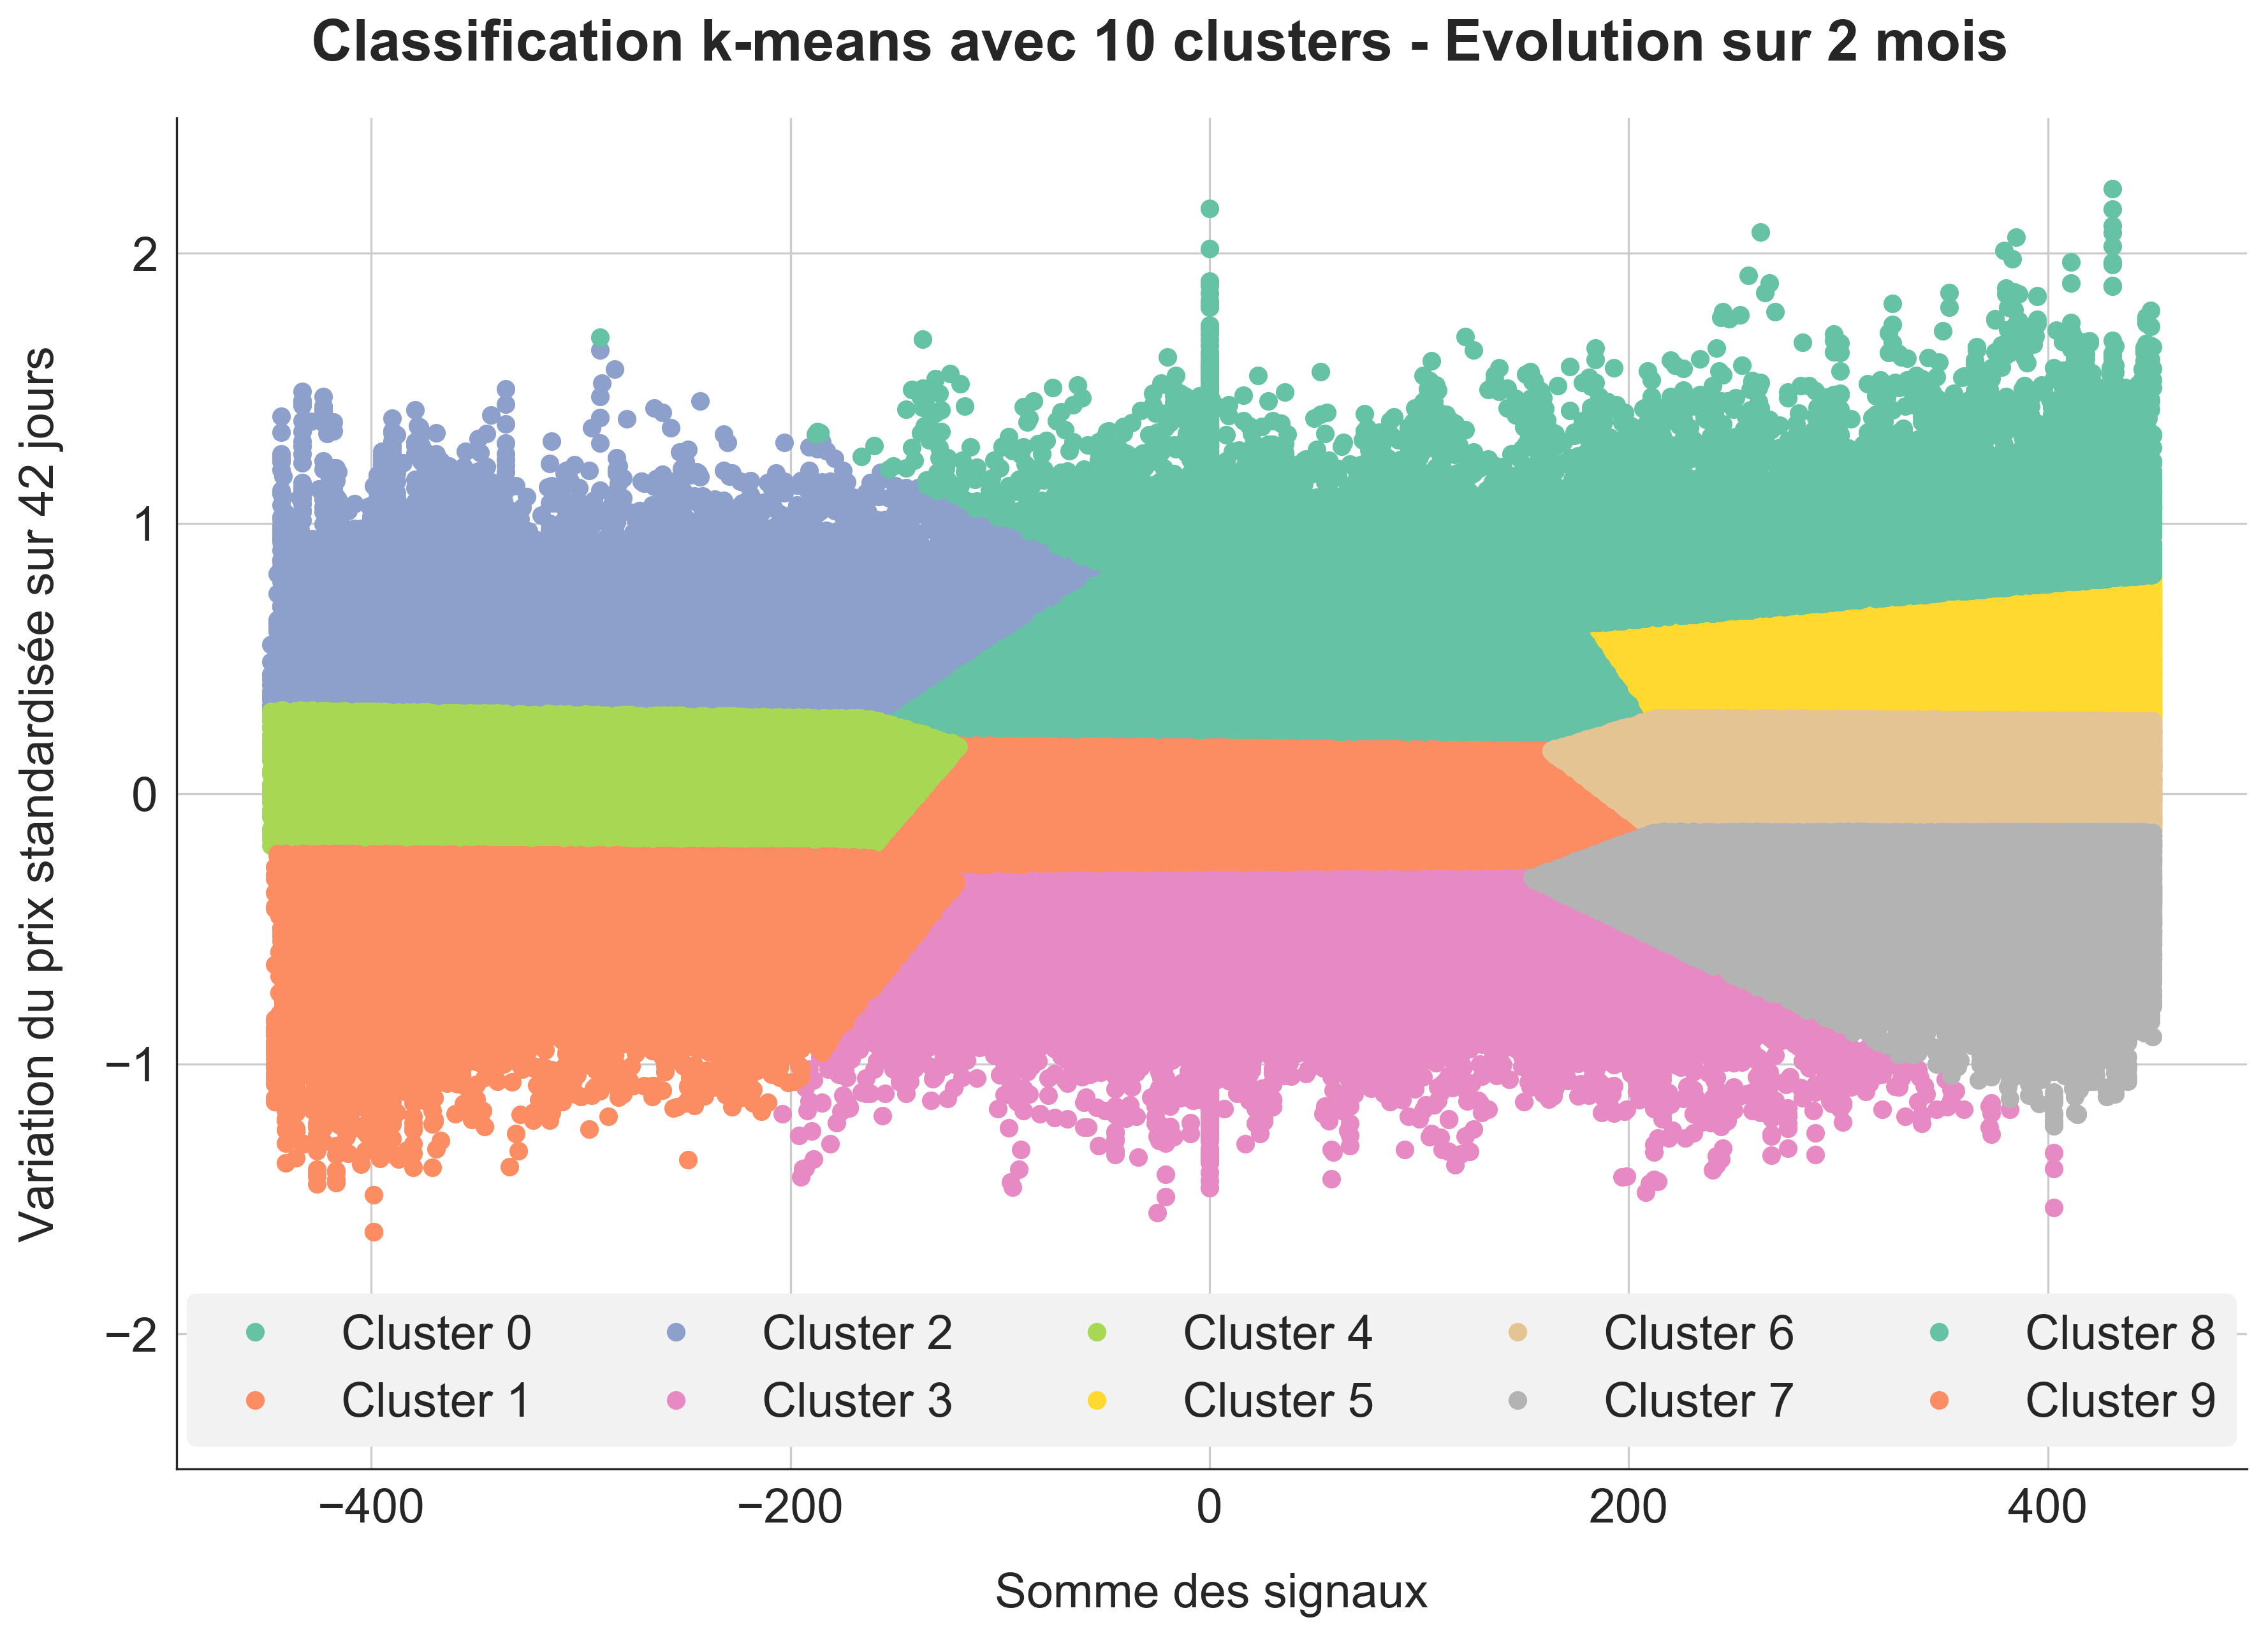 Classification k-means avec 10 clusters - Evolution sur 2 mois
Variation du prix standardisée sur 42 jours
2
1
0
−1
−2
Cluster 0
Cluster 2
Cluster 4
Cluster 6
Cluster 8
Cluster 1
Cluster 3
Cluster 5
Cluster 7
Cluster 9
−400
−200
0
200
400
Somme des signaux